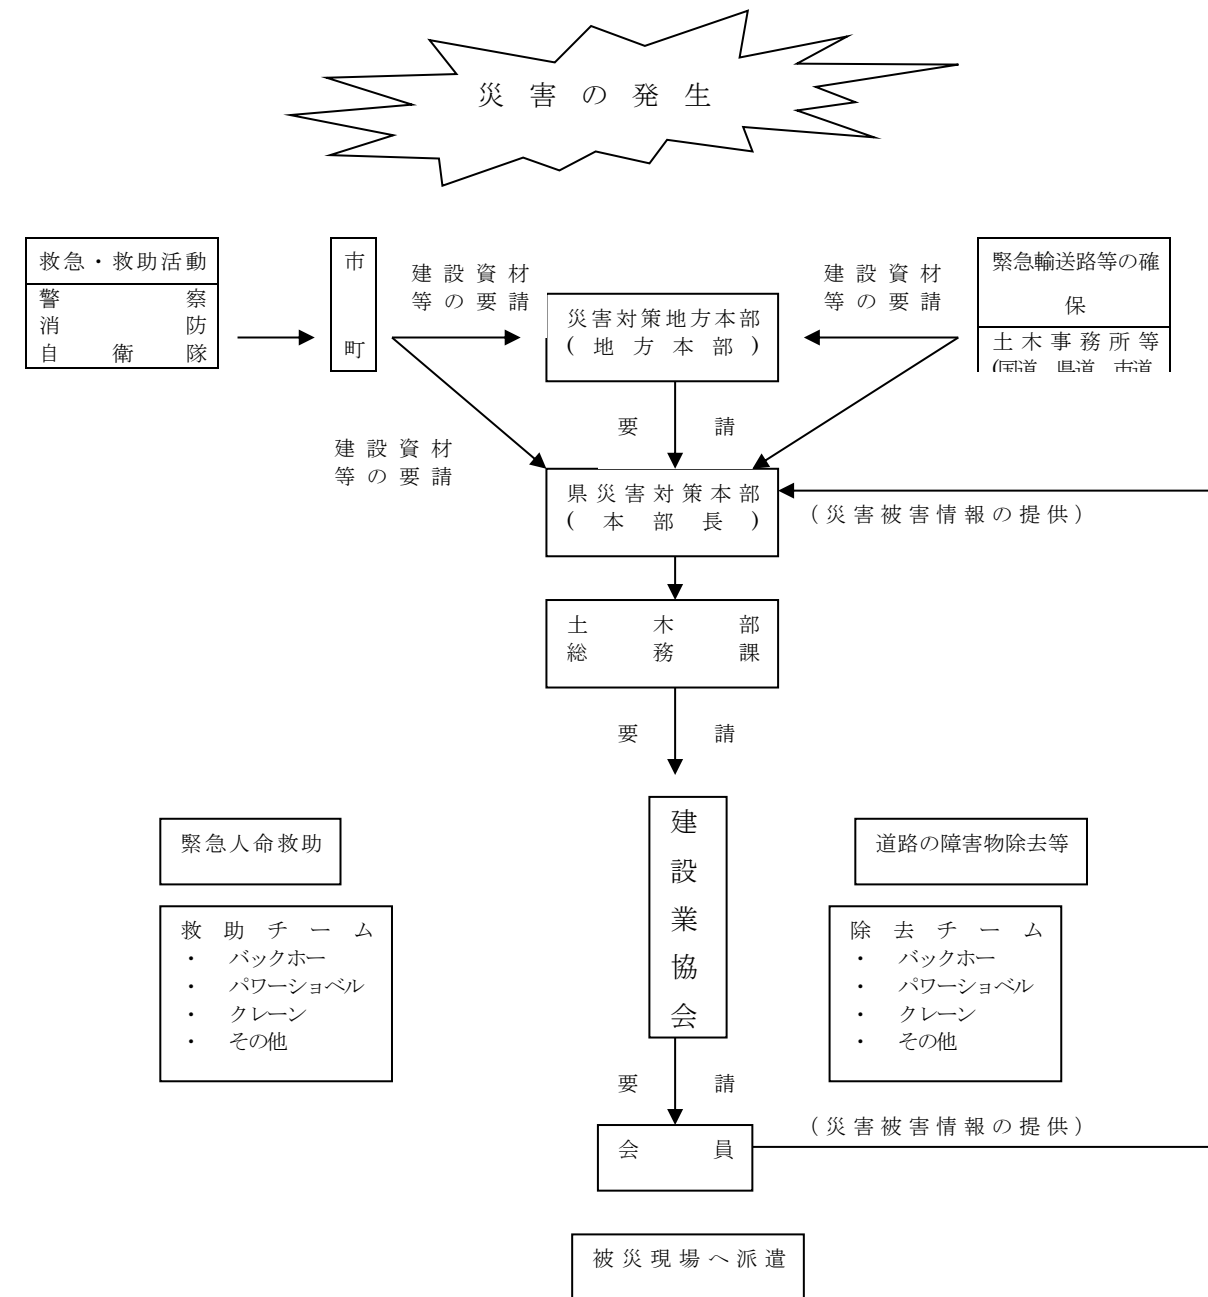 災害の発生
救急・救助活動
警察
消防
自衛隊
市町
建設資材
等の要請
災害対策地方本部
(地方本部)
建設資材
等の要請
緊急輸送路等の確
保
土木事務所等
(国道 県道 市道
要請
建設資材
等の要請
県災害対策本部
(本部長)
(災害被害情報の提供)
土木部
総務課
要請
建設業協会
緊急人命救助
救助チーム
・ バックホー
・ パワーショベル
・ クレーン
・ その他
道路の障害物除去等
除去チーム
・ バックホー
・ パワーショベル
・ クレーン
・ その他
要請
会員
(災害被害情報の提供)
被災現場へ派遣